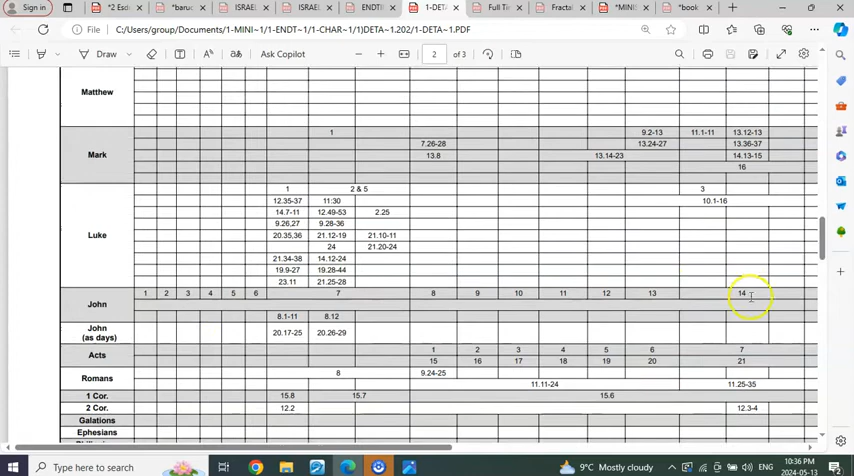 Sign in
*2 Esdr
*baruc
ISRAEL
ISRAEL
ENDTIM
1-DETA
Full Tim
Fractal
*MINIS
*book
File C:/Users/group/Documents/1-MINI~1/1-ENDT~1/1-CHAR~1/1)DETA~1.202/1-DETA~1.PDF
Draw Ask Copilot 2 of 3
Matthew
Mark
1 9.2-13 11.1-11 13.12-13
7.26-28 13.24-27 13.36-37
13.8 13.14-23 14.13-15
16
Luke
1 2 & 5 3
12.35-37 11:30 10.1-16
14.7-11 12.49-53 2.25
9.26,27 9.28-36
20.35,36 21.12-19 21.10-11
24 21.20-24
21.34-38 14.12-24
19.9-27 19.28-44
23.11 21.25-28
John
1 2 3 4 5 6 7 8 9 10 11 12 13 14
8.1-11 8.12
John (as days)
20.17-25 20.26-29
Acts
1 2 3 4 5 6 7
15 16 17 18 19 20 21
Romans
8 9.24-25
11.11-24 11.25-35
1 Cor. 15.8 15.7 15.6
2 Cor. 12.2 12.3-4
Galations
Ephesians
Type here to search
9°C Mostly cloudy
ENG
10:36 PM
2024-05-13